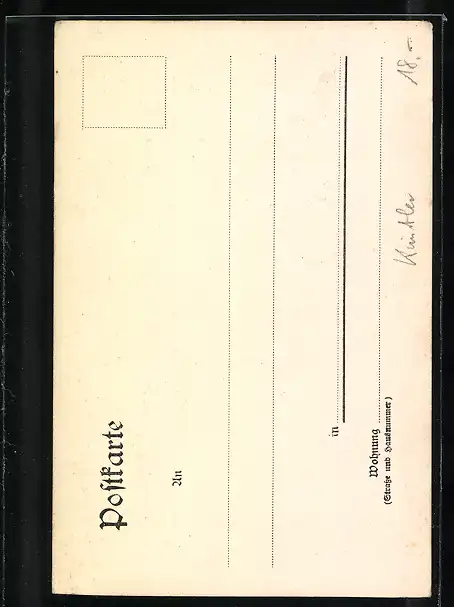 Postkarte
An
in
Wohnung
(Straße und Hausnummer)
Künstler 18.-